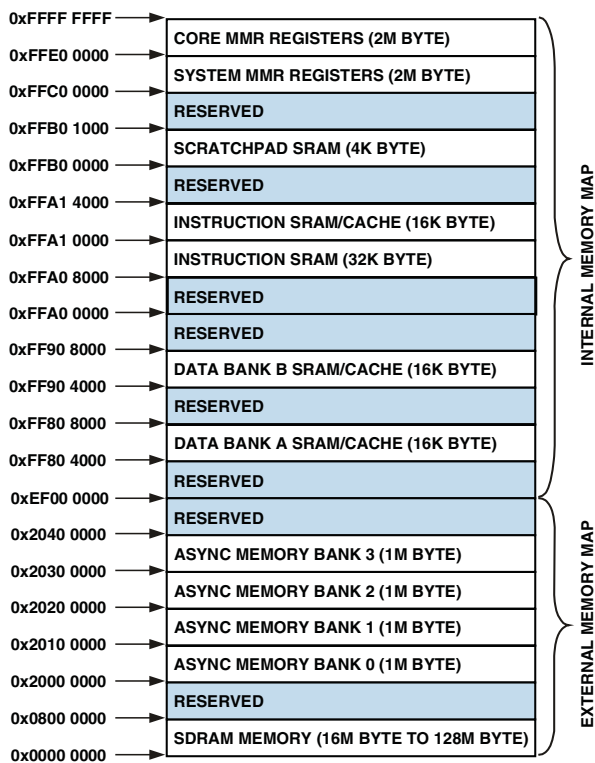 0xFFFF FFFF
CORE MMR REGISTERS (2M BYTE)
0xFFE0 0000
SYSTEM MMR REGISTERS (2M BYTE)
0xFFC0 0000
RESERVED
0xFFB0 1000
SCRATCHPAD SRAM (4K BYTE)
0xFFB0 0000
RESERVED
0xFFA1 4000
INSTRUCTION SRAM/CACHE (16K BYTE)
0xFFA1 0000
INSTRUCTION SRAM (32K BYTE)
0xFFA0 8000
RESERVED
0xFFA0 0000
RESERVED
0xFF90 8000
DATA BANK B SRAM/CACHE (16K BYTE)
0xFF90 4000
RESERVED
0xFF80 8000
DATA BANK A SRAM/CACHE (16K BYTE)
0xFF80 4000
RESERVED
0xEF00 0000
RESERVED
0x2040 0000
ASYNC MEMORY BANK 3 (1M BYTE)
0x2030 0000
ASYNC MEMORY BANK 2 (1M BYTE)
0x2020 0000
ASYNC MEMORY BANK 1 (1M BYTE)
0x2010 0000
ASYNC MEMORY BANK 0 (1M BYTE)
0x2000 0000
RESERVED
0x0800 0000
SDRAM MEMORY (16M BYTE TO 128M BYTE)
0x0000 0000
INTERNAL MEMORY MAP
EXTERNAL MEMORY MAP